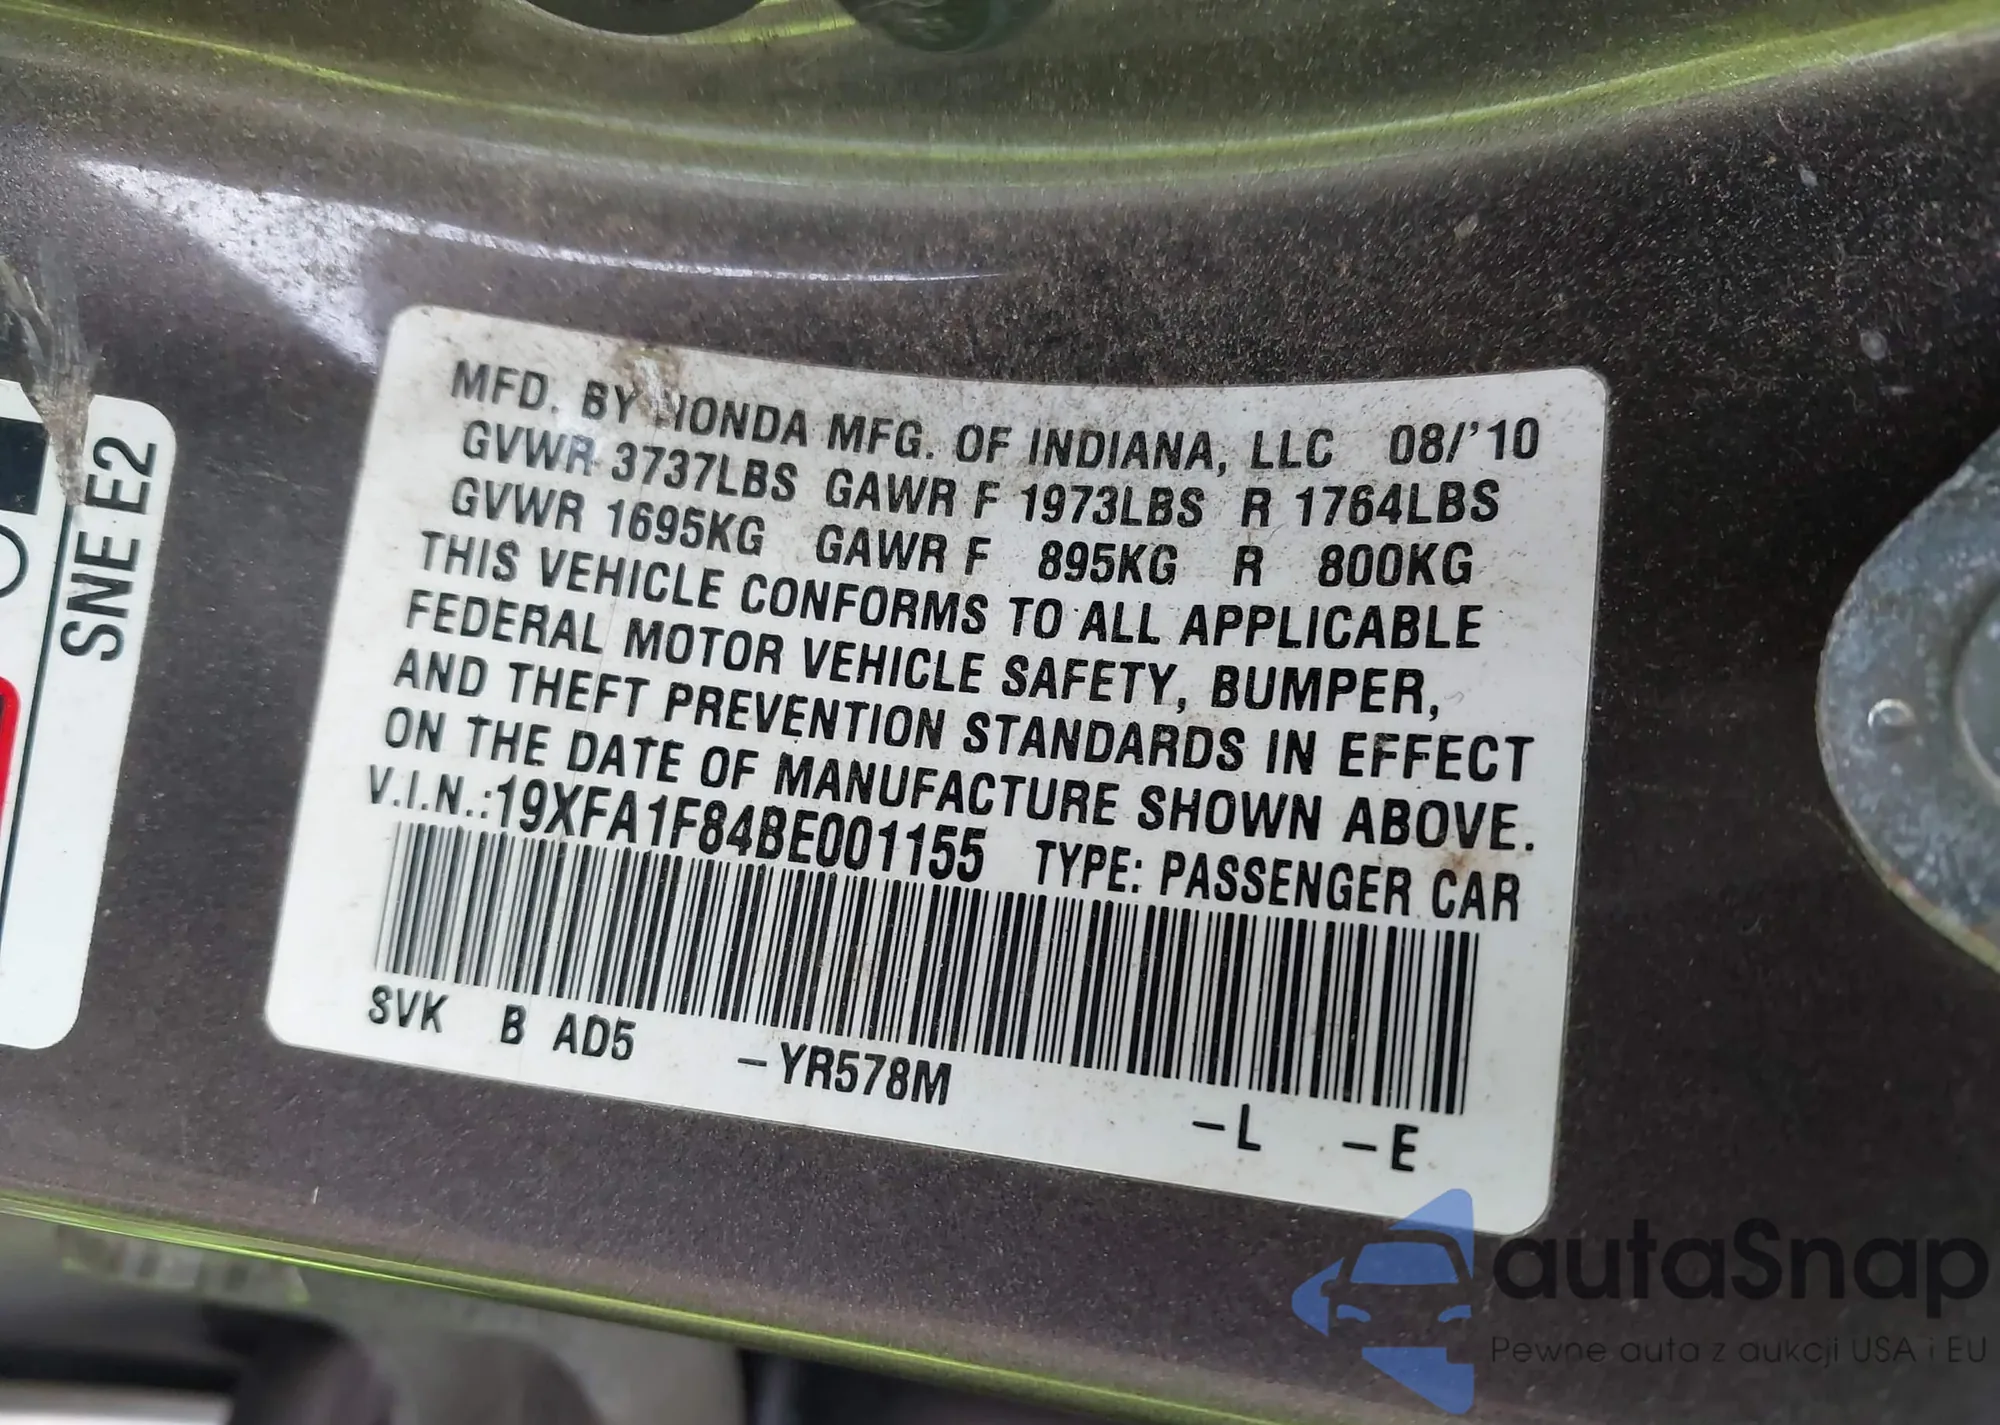 MFD. BY HONDA MFG. OF INDIANA, LLC 08/'10
GVWR 3737LBS GAWR F 1973LBS R 1764LBS
GVWR 1695KG GAWR F 895KG R 800KG
THIS VEHICLE CONFORMS TO ALL APPLICABLE
FEDERAL MOTOR VEHICLE SAFETY, BUMPER,
AND THEFT PREVENTION STANDARDS IN EFFECT
ON THE DATE OF MANUFACTURE SHOWN ABOVE.
V.I.N.:19XFA1F84BE001155 TYPE: PASSENGER CAR
SVK B AD5 -YR578M -L -E
SNE E2
autaSnap
Pewne auta z aukcji USA i EU